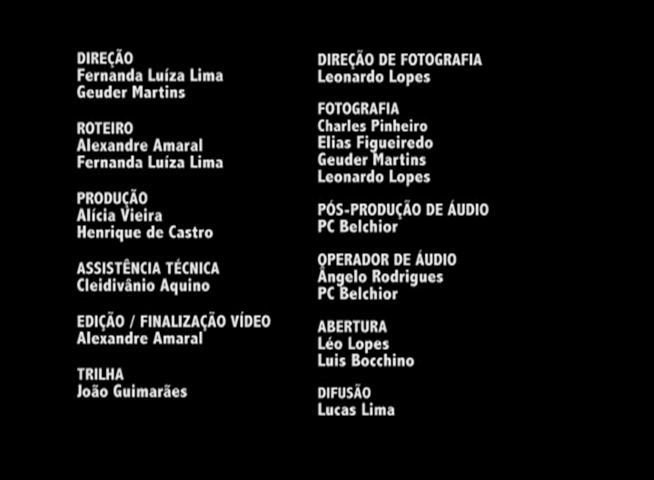 DIREÇÃO
Fernanda Luíza Lima
Geuder Martins
ROTEIRO
Alexandre Amaral
Fernanda Luíza Lima
PRODUÇÃO
Alícia Vieira
Henrique de Castro
ASSISTÊNCIA TÉCNICA
Cleidivânio Aquino
EDIÇÃO / FINALIZAÇÃO VÍDEO
Alexandre Amaral
TRILHA
João Guimarães
DIREÇÃO DE FOTOGRAFIA
Leonardo Lopes
FOTOGRAFIA
Charles Pinheiro
Elias Figueiredo
Geuder Martins
Leonardo Lopes
PÓS-PRODUÇÃO DE ÁUDIO
PC Belchior
OPERADOR DE ÁUDIO
Ângelo Rodrigues
PC Belchior
ABERTURA
Léo Lopes
Luis Bocchino
DIFUSÃO
Lucas Lima